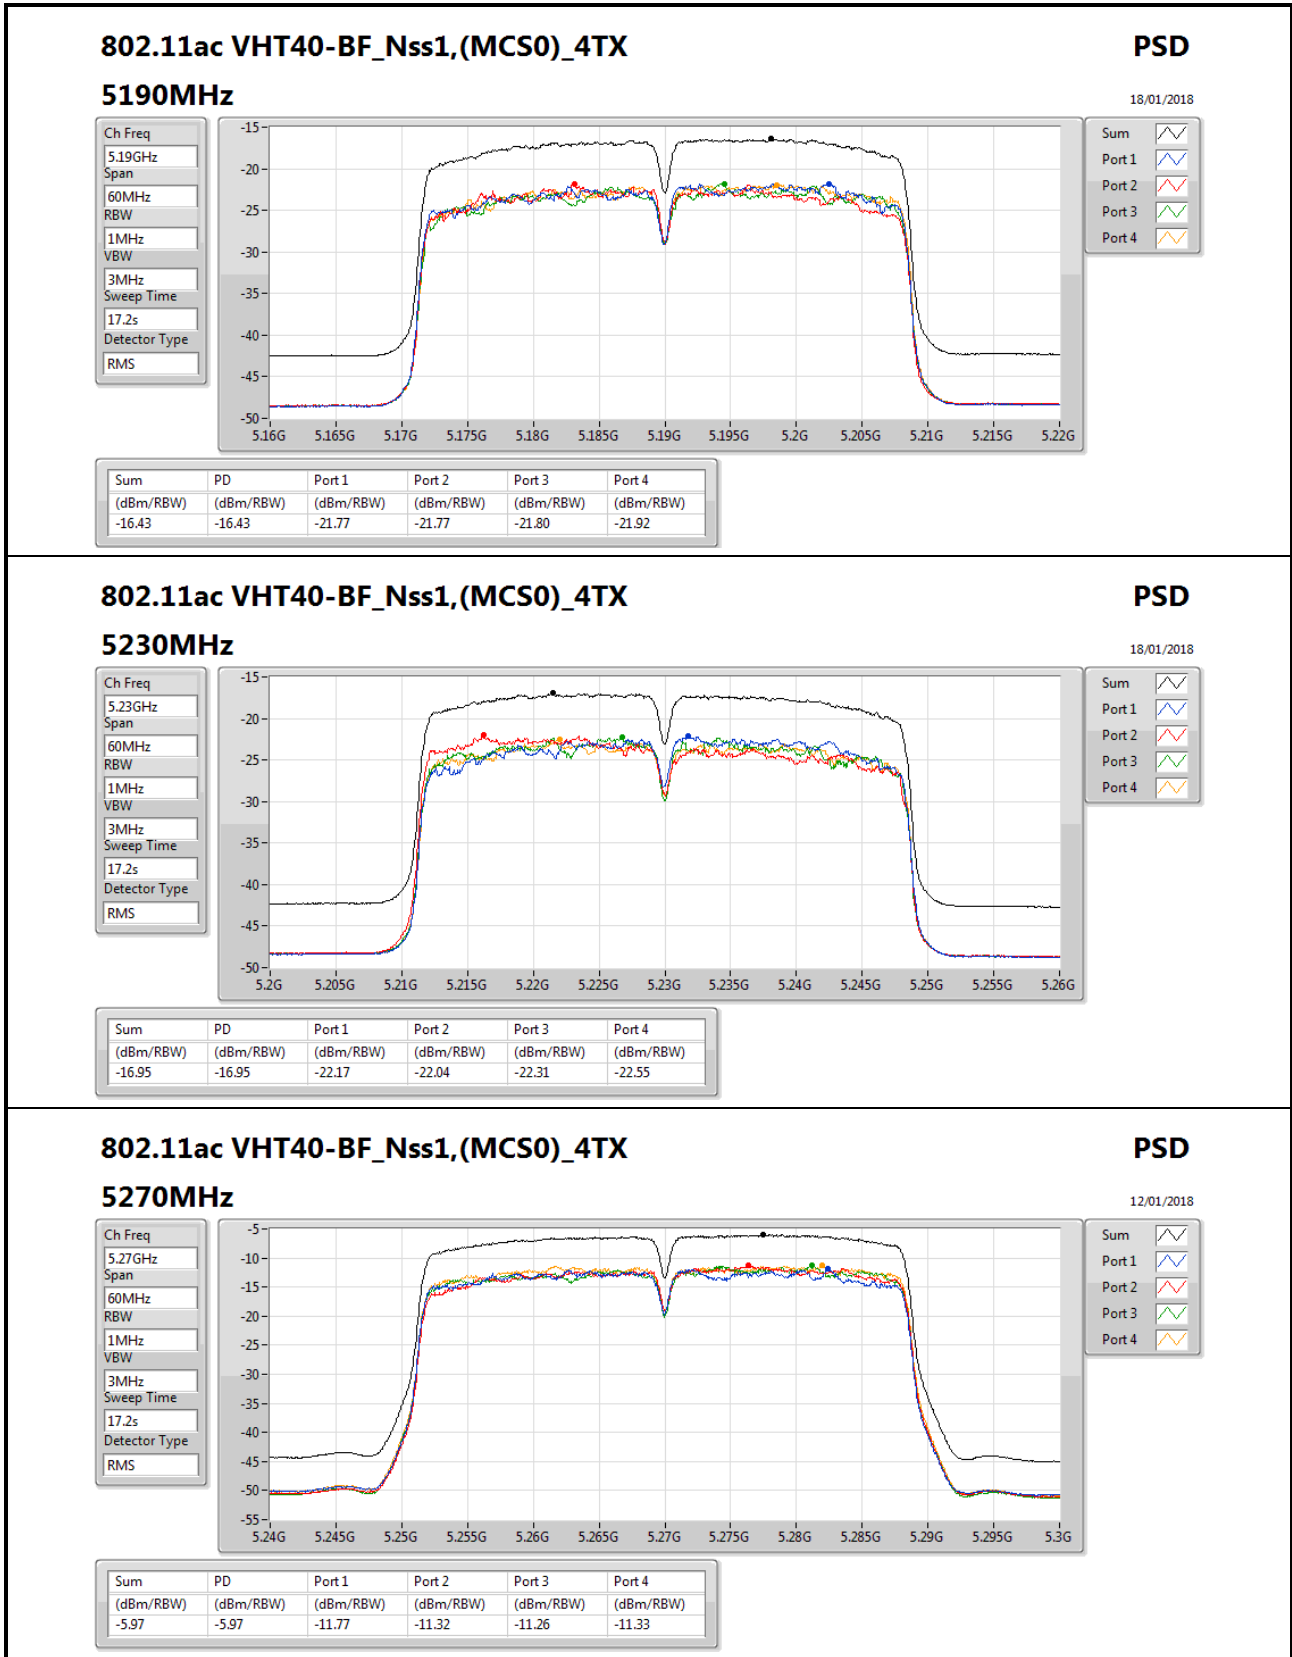 802.11ac VHT40-BF_Nss1,(MCS0)_4TX PSD
5190MHz 18/01/2018
Ch Freq
5.19GHz
Span
60MHz
RBW
1MHz
VBW
3MHz
Sweep Time
17.2s
Detector Type
RMS
-15
-20
-25
-30
-35
-40
-45
-50
5.16G 5.165G 5.17G 5.175G 5.18G 5.185G 5.19G 5.195G 5.2G 5.205G 5.21G 5.215G 5.22G
Sum
Port 1
Port 2
Port 3
Port 4
Sum PD Port 1 Port 2 Port 3 Port 4
(dBm/RBW) (dBm/RBW) (dBm/RBW) (dBm/RBW) (dBm/RBW) (dBm/RBW)
-16.43 -16.43 -21.77 -21.77 -21.80 -21.92
802.11ac VHT40-BF_Nss1,(MCS0)_4TX PSD
5230MHz 18/01/2018
Ch Freq
5.23GHz
Span
60MHz
RBW
1MHz
VBW
3MHz
Sweep Time
17.2s
Detector Type
RMS
-15
-20
-25
-30
-35
-40
-45
-50
5.2G 5.205G 5.21G 5.215G 5.22G 5.225G 5.23G 5.235G 5.24G 5.245G 5.25G 5.255G 5.26G
Sum
Port 1
Port 2
Port 3
Port 4
Sum PD Port 1 Port 2 Port 3 Port 4
(dBm/RBW) (dBm/RBW) (dBm/RBW) (dBm/RBW) (dBm/RBW) (dBm/RBW)
-16.95 -16.95 -22.17 -22.04 -22.31 -22.55
802.11ac VHT40-BF_Nss1,(MCS0)_4TX PSD
5270MHz 12/01/2018
Ch Freq
5.27GHz
Span
60MHz
RBW
1MHz
VBW
3MHz
Sweep Time
17.2s
Detector Type
RMS
-5
-10
-15
-20
-25
-30
-35
-40
-45
-50
-55
5.24G 5.245G 5.25G 5.255G 5.26G 5.265G 5.27G 5.275G 5.28G 5.285G 5.29G 5.295G 5.3G
Sum
Port 1
Port 2
Port 3
Port 4
Sum PD Port 1 Port 2 Port 3 Port 4
(dBm/RBW) (dBm/RBW) (dBm/RBW) (dBm/RBW) (dBm/RBW) (dBm/RBW)
-5.97 -5.97 -11.77 -11.32 -11.26 -11.33